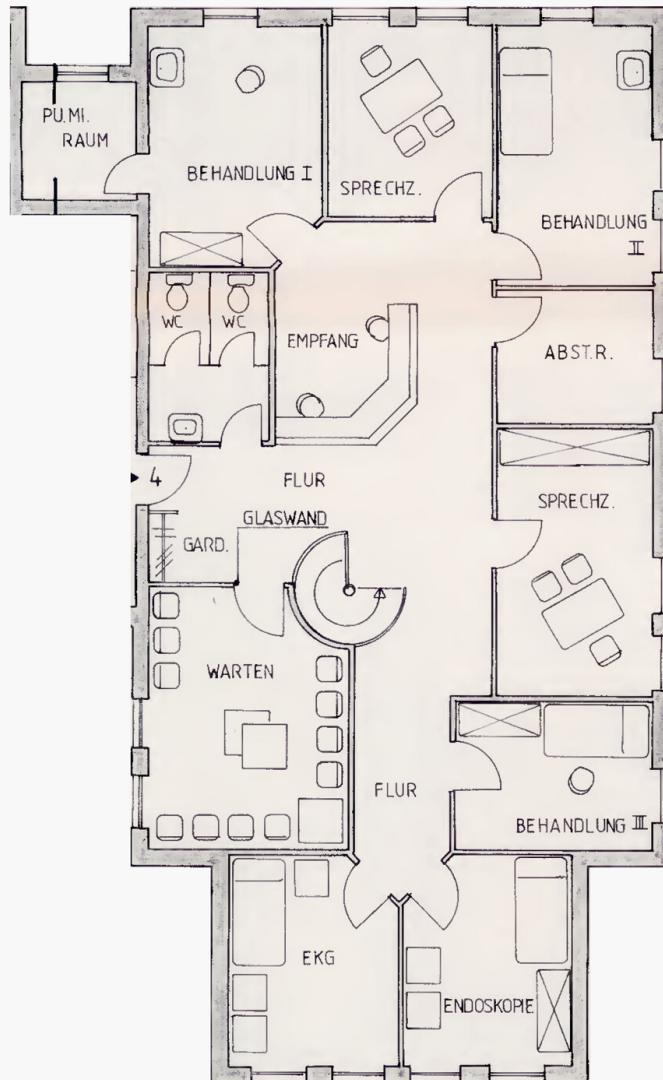 PU.MI.
RAUM
BEHANDLUNG I
SPRECHZ.
BEHANDLUNG
II
WC
WC
EMPFANG
ABST.R.
4
FLUR
GLASWAND
GARD.
SPRECHZ.
WARTEN
FLUR
BEHANDLUNG III
EKG
ENDOSKOPIE